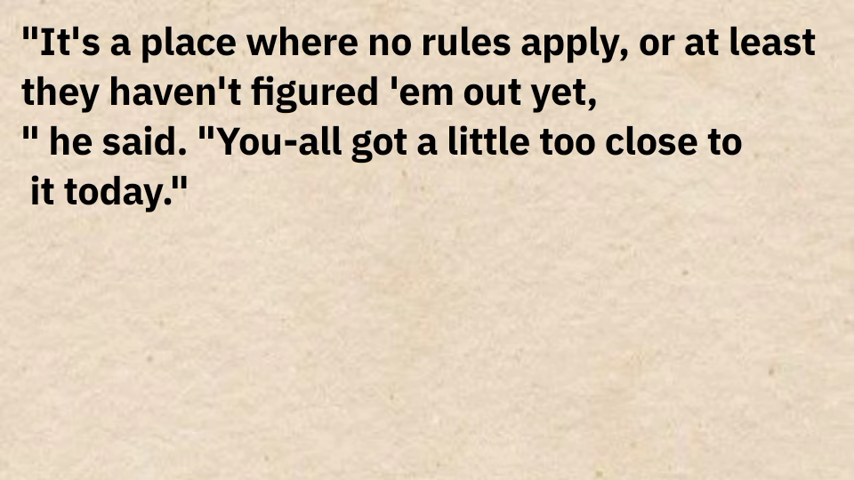 "It's a place where no rules apply, or at least
they haven't figured 'em out yet,
" he said. "You-all got a little too close to
it today."